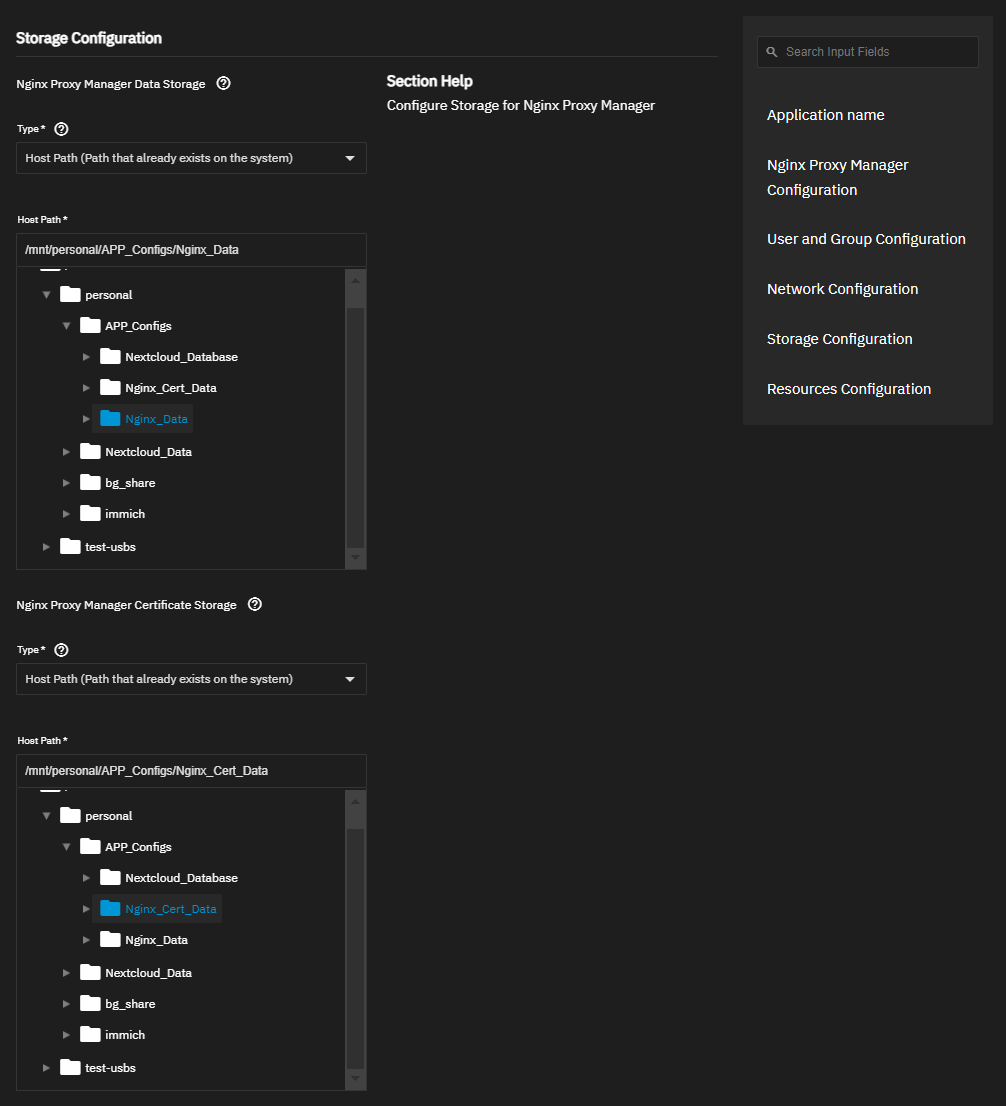 Storage Configuration
Nginx Proxy Manager Data Storage
Type *
Host Path (Path that already exists on the system)
Host Path *
/mnt/personal/APP_Configs/Nginx_Data
personal
APP_Configs
Nextcloud_Database
Nginx_Cert_Data
Nginx_Data
Nextcloud_Data
bg_share
immich
test-usbs
Nginx Proxy Manager Certificate Storage
Type *
Host Path (Path that already exists on the system)
Host Path *
/mnt/personal/APP_Configs/Nginx_Cert_Data
personal
APP_Configs
Nextcloud_Database
Nginx_Cert_Data
Nginx_Data
Nextcloud_Data
bg_share
immich
test-usbs
Section Help
Configure Storage for Nginx Proxy Manager
Search Input Fields
Application name
Nginx Proxy Manager
Configuration
User and Group Configuration
Network Configuration
Storage Configuration
Resources Configuration